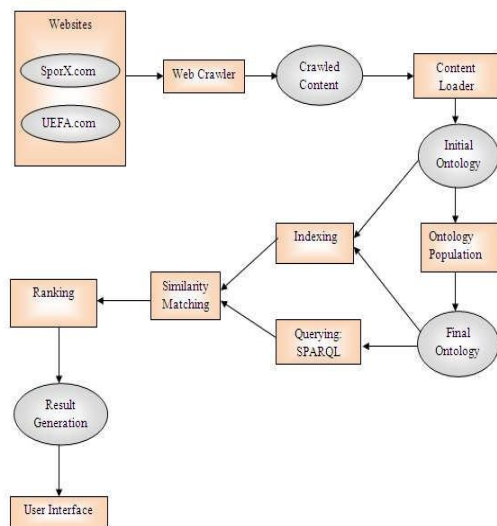 Websites
SporX.com
UEFA.com
Web Crawler
Crawled
Content
Content
Loader
Initial
Ontology
Indexing
Ontology
Population
Similarity
Matching
Ranking
Querying:
SPARQL
Final
Ontology
Result
Generation
User Interface